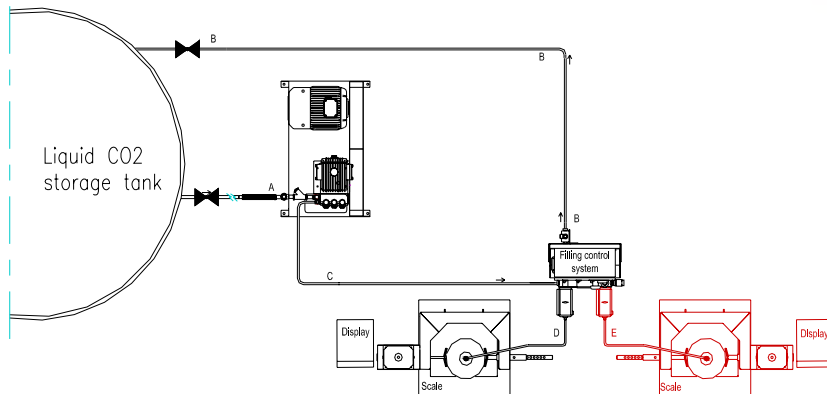 B
B
Liquid CO2
storage tank
A
B
Filling control
system
C
Display
D
E
DIsplay
Scale
Scale